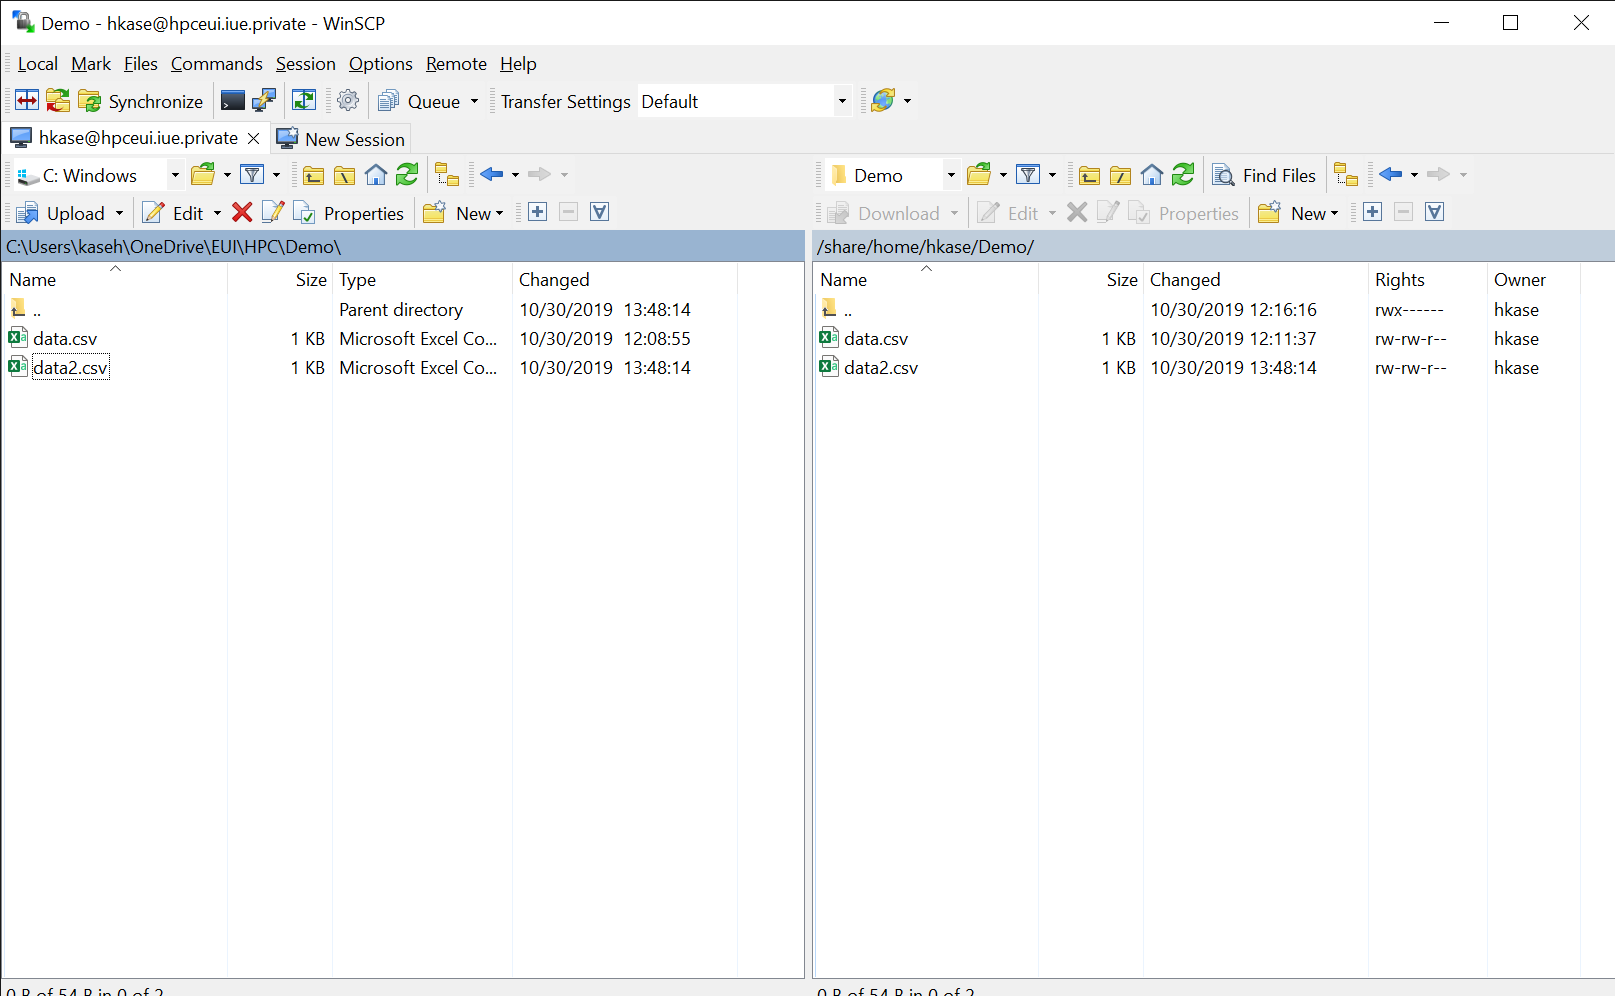 Demo - hkase@hpceui.iue.private - WinSCP
Local Mark Files Commands Session Options Remote Help
Synchronize Queue Transfer Settings Default
hkase@hpceui.iue.private New Session
C: Windows Demo Find Files
Upload Edit Properties New Download Edit Properties New
C:\Users\kaseh\OneDrive\EUI\HPC\Demo\ /share/home/hkase/Demo/
Name Size Type Changed Name Size Changed Rights Owner
.. Parent directory 10/30/2019 13:48:14 .. 10/30/2019 12:16:16 rwx------ hkase
data.csv 1 KB Microsoft Excel Co... 10/30/2019 12:08:55 data.csv 1 KB 10/30/2019 12:11:37 rw-rw-r-- hkase
data2.csv 1 KB Microsoft Excel Co... 10/30/2019 13:48:14 data2.csv 1 KB 10/30/2019 13:48:14 rw-rw-r-- hkase
0 B of 54 B in 0 of 2 0 B of 54 B in 0 of 2